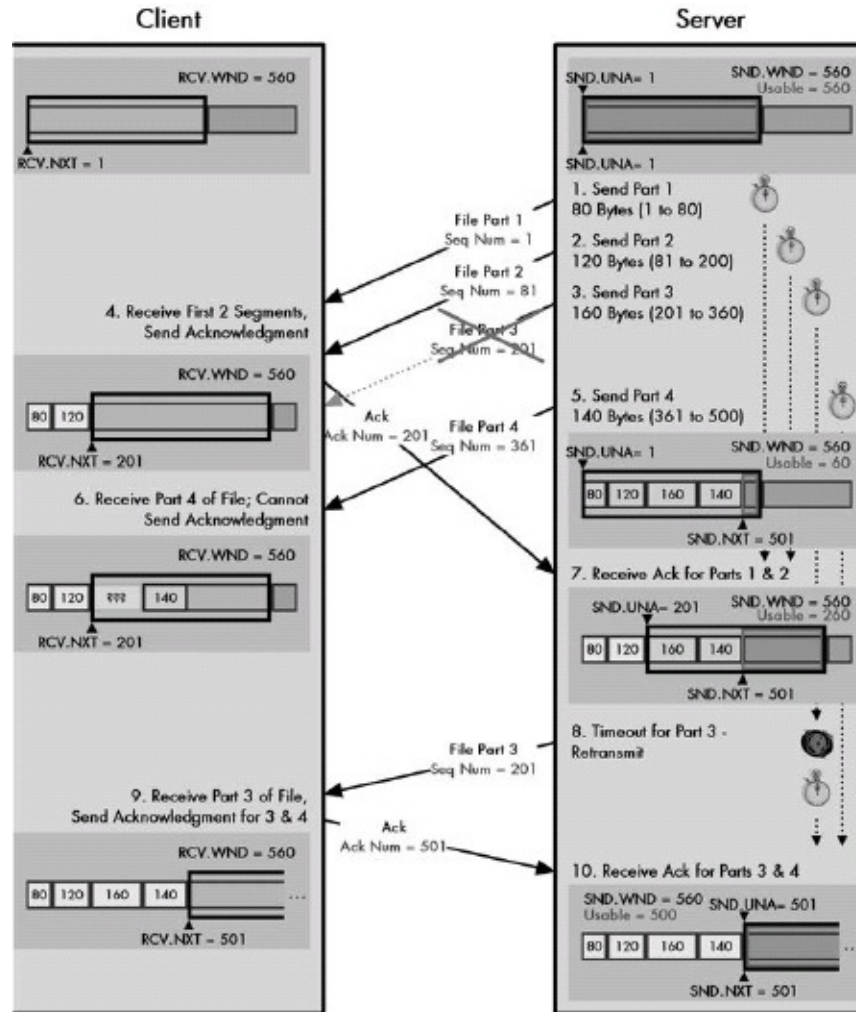 Client
Server
RCV.WND = 560
RCV.NXT = 1
SND.UNA= 1
SND.WND = 560
Usable = 560
SND.UNA= 1
1. Send Part 1
80 Bytes (1 to 80)
File Part 1
Seq Num = 1
2. Send Part 2
120 Bytes (81 to 200)
File Part 2
Seq Num = 81
3. Send Part 3
160 Bytes (201 to 360)
File Part 3
Seq Num = 201
4. Receive First 2 Segments,
Send Acknowledgment
RCV.WND = 560
80 120
RCV.NXT = 201
Ack
Ack Num = 201
5. Send Part 4
140 Bytes (361 to 500)
File Part 4
Seq Num = 361
SND.UNA= 1
SND.WND = 560
Usable = 60
80 120 160 140
SND.NXT = 501
6. Receive Part 4 of File; Cannot
Send Acknowledgment
RCV.WND = 560
80 120 ??? 140
RCV.NXT = 201
7. Receive Ack for Parts 1 & 2
SND.UNA= 201
SND.WND = 560
Usable = 260
80 120 160 140
SND.NXT = 501
8. Timeout for Part 3 -
Retransmit
File Part 3
Seq Num = 201
9. Receive Part 3 of File,
Send Acknowledgment for 3 & 4
RCV.WND = 560
80 120 160 140 ...
RCV.NXT = 501
Ack
Ack Num = 501
10. Receive Ack for Parts 3 & 4
SND.WND = 560
Usable = 500
SND.UNA= 501
80 120 160 140 ...
SND.NXT = 501